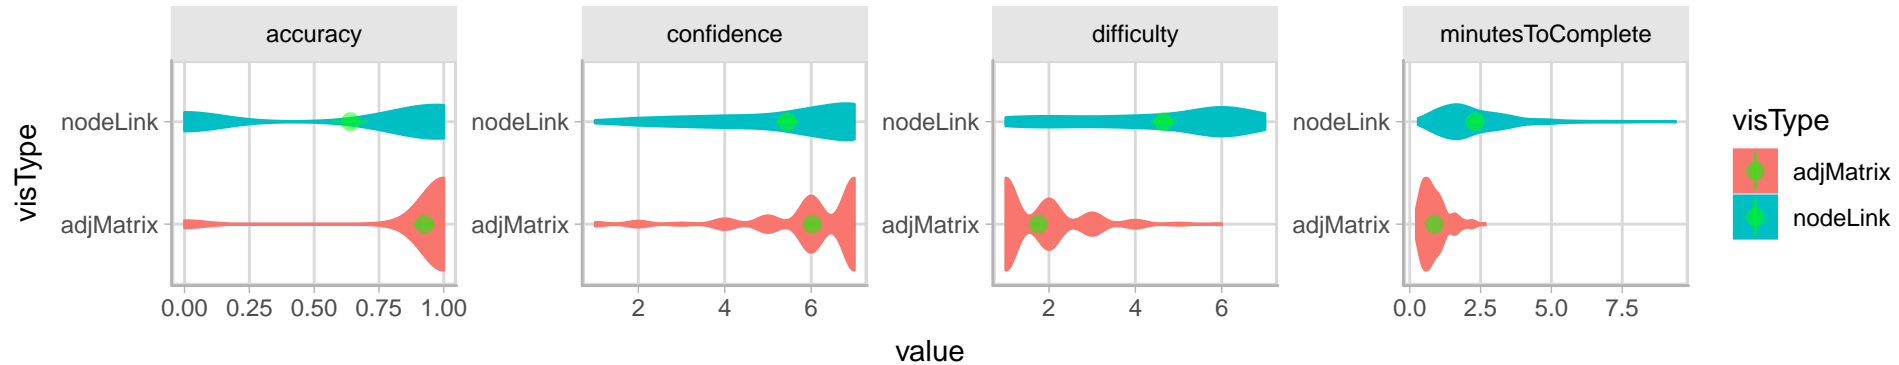 accuracy
confidence
difficulty
minutesToComplete
visType
nodeLink
adjMatrix
0.00 0.25 0.50 0.75 1.00
nodeLink
adjMatrix
2 4 6
nodeLink
adjMatrix
2 4 6
nodeLink
adjMatrix
0.0 2.5 5.0 7.5
value
visType
adjMatrix
nodeLink